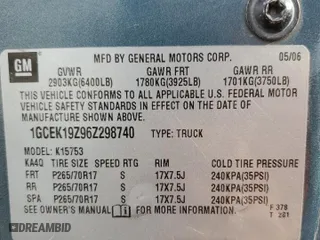 GM
MFD BY GENERAL MOTORS CORP. 05/06
GVWR GAWR FRT GAWR RR
2903KG(6400LB) 1780KG(3925LB) 1701KG(3750LB)
THIS VEHICLE CONFORMS TO ALL APPLICABLE U.S. FEDERAL MOTOR
VEHICLE SAFETY STANDARDS IN EFFECT ON THE DATE OF
MANUFACTURE SHOWN ABOVE.
1GCEK19Z96Z298740 TYPE: TRUCK
MODEL: K15753
KA4Q TIRE SIZE SPEED RTG RIM COLD TIRE PRESSURE
FRT P265/70R17 S 17X7.5J 240KPA(35PSI)
RR P265/70R17 S 17X7.5J 240KPA(35PSI)
SPA P265/70R17 S 17X7.5J 240KPA(35PSI)
SEE OWNER'S MANUAL FOR ADDITIONAL INFORMATION. F 378
T 201
DREAMBID